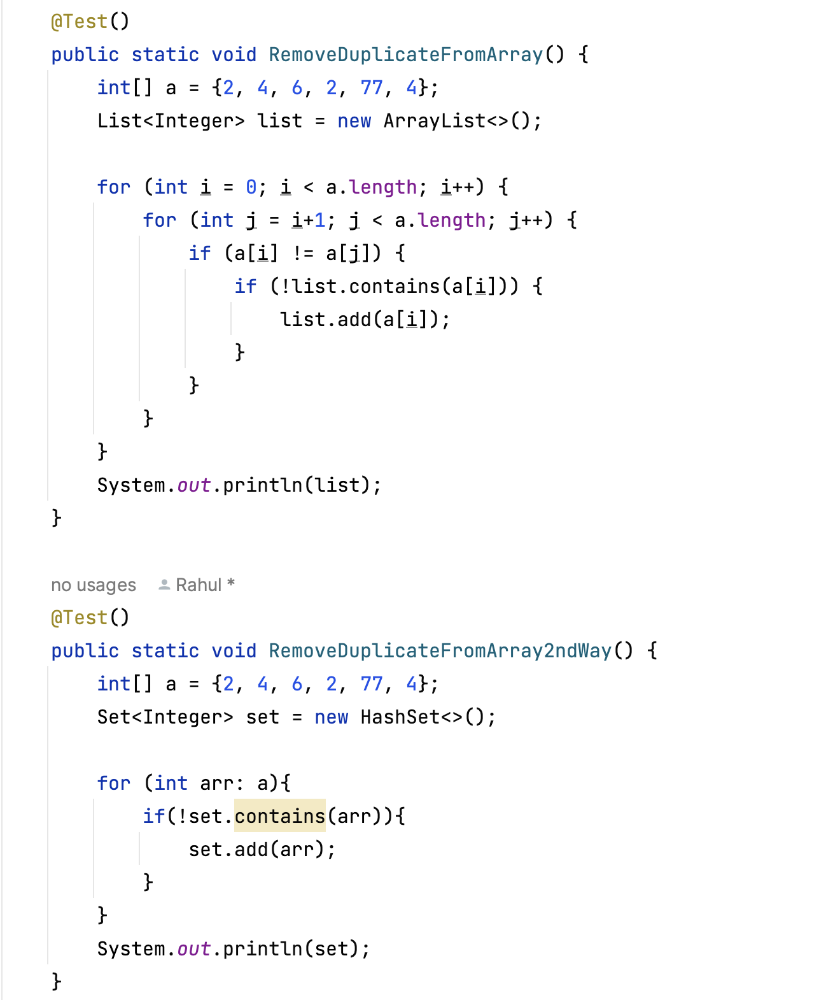 @Test()
public static void RemoveDuplicateFromArray() {
    int[] a = {2, 4, 6, 2, 77, 4};
    List<Integer> list = new ArrayList<>();
    for (int i = 0; i < a.length; i++) {
        for (int j = i+1; j < a.length; j++) {
            if (a[i] != a[j]) {
                if (!list.contains(a[i])) {
                    list.add(a[i]);
                }
            }
        }
    }
    System.out.println(list);
}
no usages Rahul *
@Test()
public static void RemoveDuplicateFromArray2ndWay() {
    int[] a = {2, 4, 6, 2, 77, 4};
    Set<Integer> set = new HashSet<>();
    for (int arr: a){
        if(!set.contains(arr)){
            set.add(arr);
        }
    }
    System.out.println(set);
}